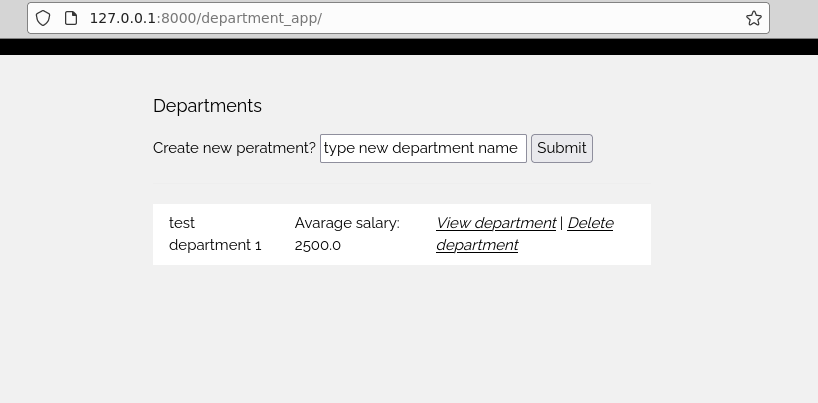 127.0.0.1:8000/department_app/
Departments
Create new peratment? type new department name Submit
test Avarage salary: View department | Delete
department 1 2500.0 department